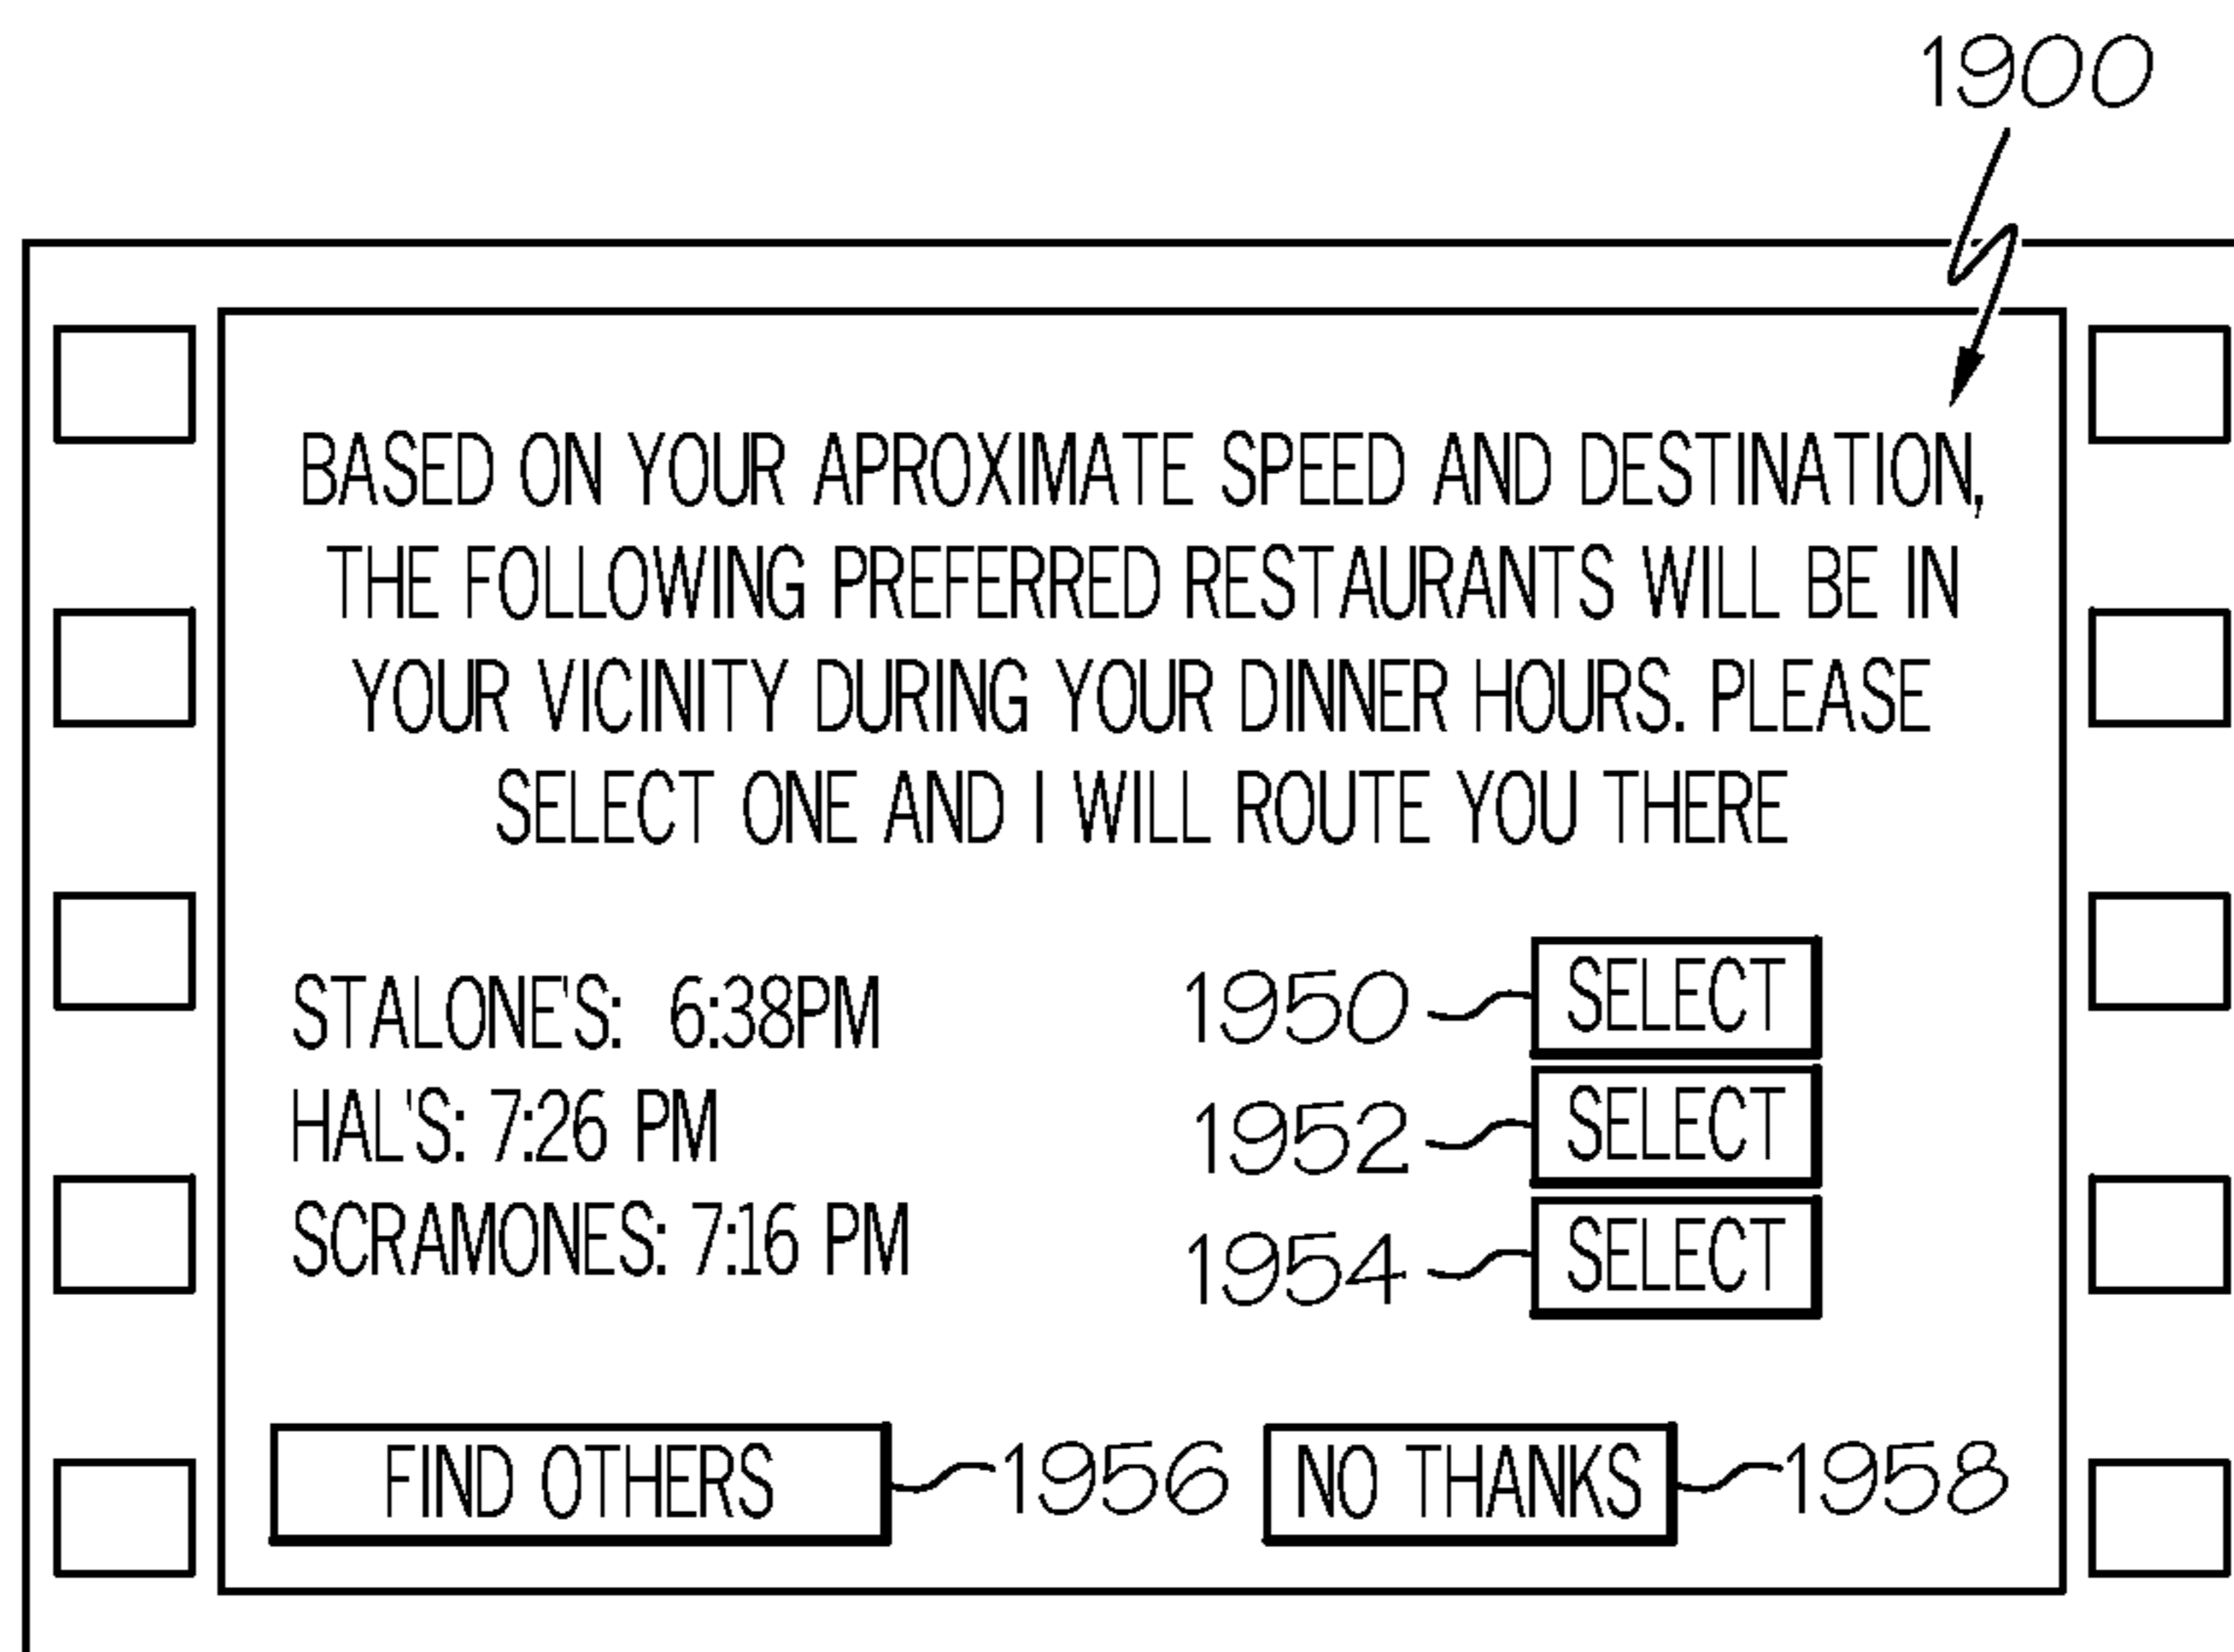 1900
BASED ON YOUR APROXIMATE SPEED AND DESTINATION,
THE FOLLOWING PREFERRED RESTAURANTS WILL BE IN
YOUR VICINITY DURING YOUR DINNER HOURS. PLEASE
SELECT ONE AND I WILL ROUTE YOU THERE
STALONE'S: 6:38PM 1950 SELECT
HAL'S: 7:26 PM 1952 SELECT
SCRAMONES: 7:16 PM 1954 SELECT
FIND OTHERS 1956 NO THANKS 1958